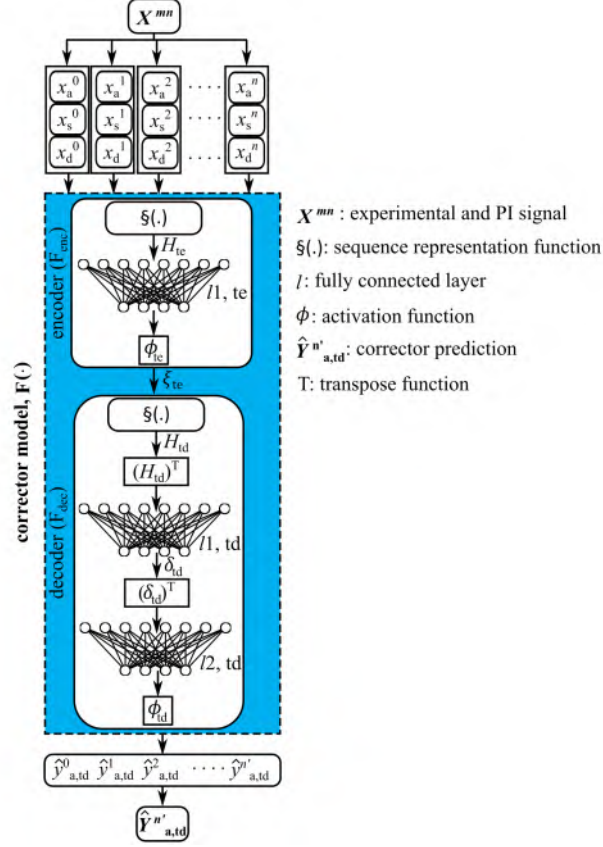 X^mn
x_a^0 x_a^1 x_a^2 ···· x_a^n
x_s^0 x_s^1 x_s^2 ···· x_s^n
x_d^0 x_d^1 x_d^2 ···· x_d^n
corrector model, F(·)
encoder (F_enc)
§(.)
H_te
l1, te
ϕ_te
ξ_te
decoder (F_dec)
§(.)
H_td
(H_td)^T
l1, td
δ_td
(δ_td)^T
l2, td
ϕ_td
ŷ^0_a,td ŷ^1_a,td ŷ^2_a,td ···· ŷ^n'_a,td
Ŷ^n'_a,td
X^mn : experimental and PI signal
§(.): sequence representation function
l: fully connected layer
ϕ: activation function
Ŷ^n'_a,td: corrector prediction
T: transpose function